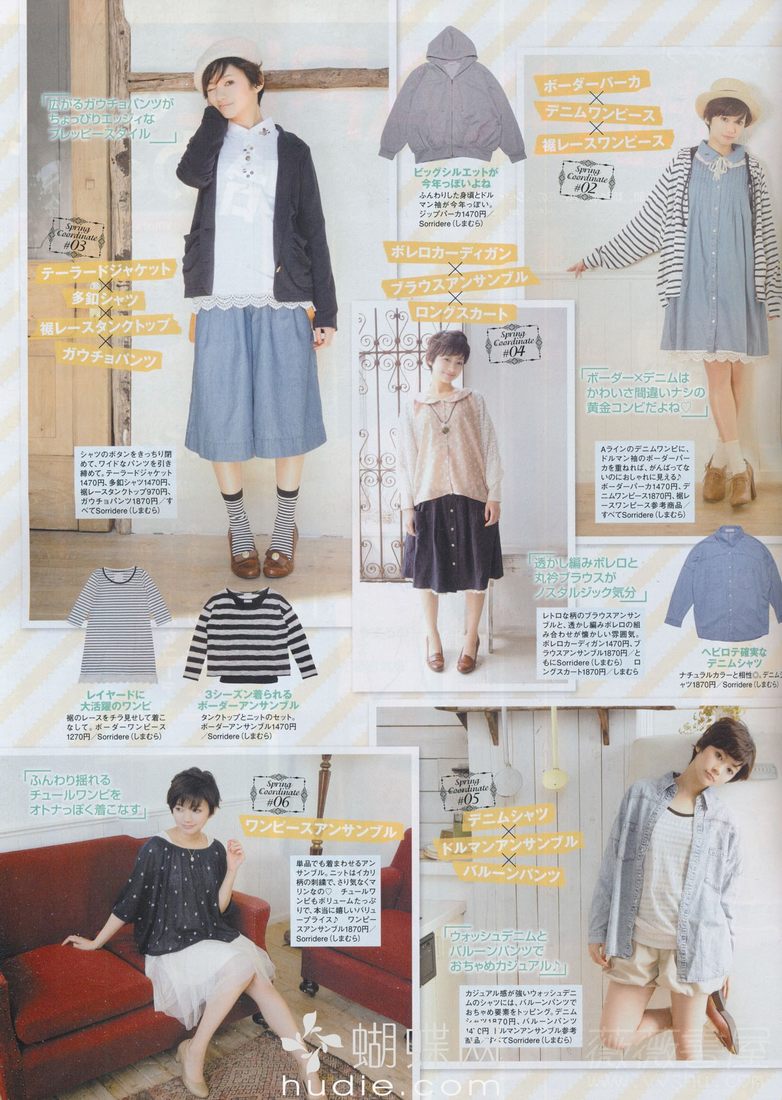 「広がるガウチョパンツが
ちょっぴりエッジィな
プレッピースタイル」
Spring
Coordinate
#03
テーラードジャケット
×
多釦シャツ
×
裾レースタンクトップ
×
ガウチョパンツ
シャツのボタンをきっちり閉
めて、ワイドなパンツを引き
締めて。テーラードジャケット
1470円、多釦シャツ1470円、
裾レースタンクトップ970円、
ガウチョパンツ1870円／す
べてSorridere（しまむら）
ビッグシルエットが
今年っぽいよね
ふんわりした身頃とドル
マン袖が今年っぽい。
ジップパーカ1470円／
Sorridere（しまむら）
ボーダーパーカ
×
デニムワンピース
×
裾レースワンピース
Spring
Coordinate
#02
「ボーダー×デニムは
かわいさ間違いナシの
黄金コンビだよね♡」
Aラインのデニムワンピに、
ドルマン袖のボーダーパー
カを重ねれば、がんばってな
いのにおしゃれに見える♪
ボーダーパーカ1470円、デ
ニムワンピース1870円、裾レ
ースワンピース参考商品／
すべてSorridere（しまむら）
ボレロカーディガン
×
ブラウスアンサンブル
×
ロングスカート
Spring
Coordinate
#04
「透かし編みボレロと
丸衿ブラウスが
ノスタルジック気分」
レトロな柄のブラウスアンサ
ンブルと、透かし編みボレロの組
み合わせが懐かしい雰囲気。
ボレロカーディガン1470円、ブ
ラウスアンサンブル1870円／と
もにSorridere（しまむら） ロ
ングスカート1870円／しまむら
ヘビロテ確実な
デニムシャツ
ナチュラルカラーと相性◎。デニム
シャツ1870円／Sorridere（しまむら）
レイヤードに
大活躍のワンピ
裾のレースをチラ見せして着こ
なして。ボーダーワンピース
1270円／Sorridere（しまむら）
3シーズン着られる
ボーダーアンサンブル
タンクトップとニットのセット。
ボーダーアンサンブル1470円
／Sorridere（しまむら）
「ふんわり揺れる
チュールワンピを
オトナっぽく着こなす」
Spring
Coordinate
#06
ワンピースアンサンブル
単品でも着まわせるアン
サンブル。ニットはイカリ
柄の刺繍で、さり気なくマ
リンなの♡ チュールワ
ンピもボリュームたっぷ
りで、本当に嬉しいバリュ
ープライス♪ ワンピー
スアンサンブル1870円／
Sorridere（しまむら）
Spring
Coordinate
#05
デニムシャツ
×
ドルマンアンサンブル
×
バルーンパンツ
「ウォッシュデニムと
バルーンパンツで
おちゃめカジュアル♪」
カジュアル感が強いウォッシュデニ
ムのシャツには、バルーンパンツで
おちゃめ要素をトッピング。デニム
シャツ1870円、バルーンパンツ
ドルマンアンサンブル参考
すべてSorridere（しまむら）
蝴蝶网
hudie.com
薇薇書屋